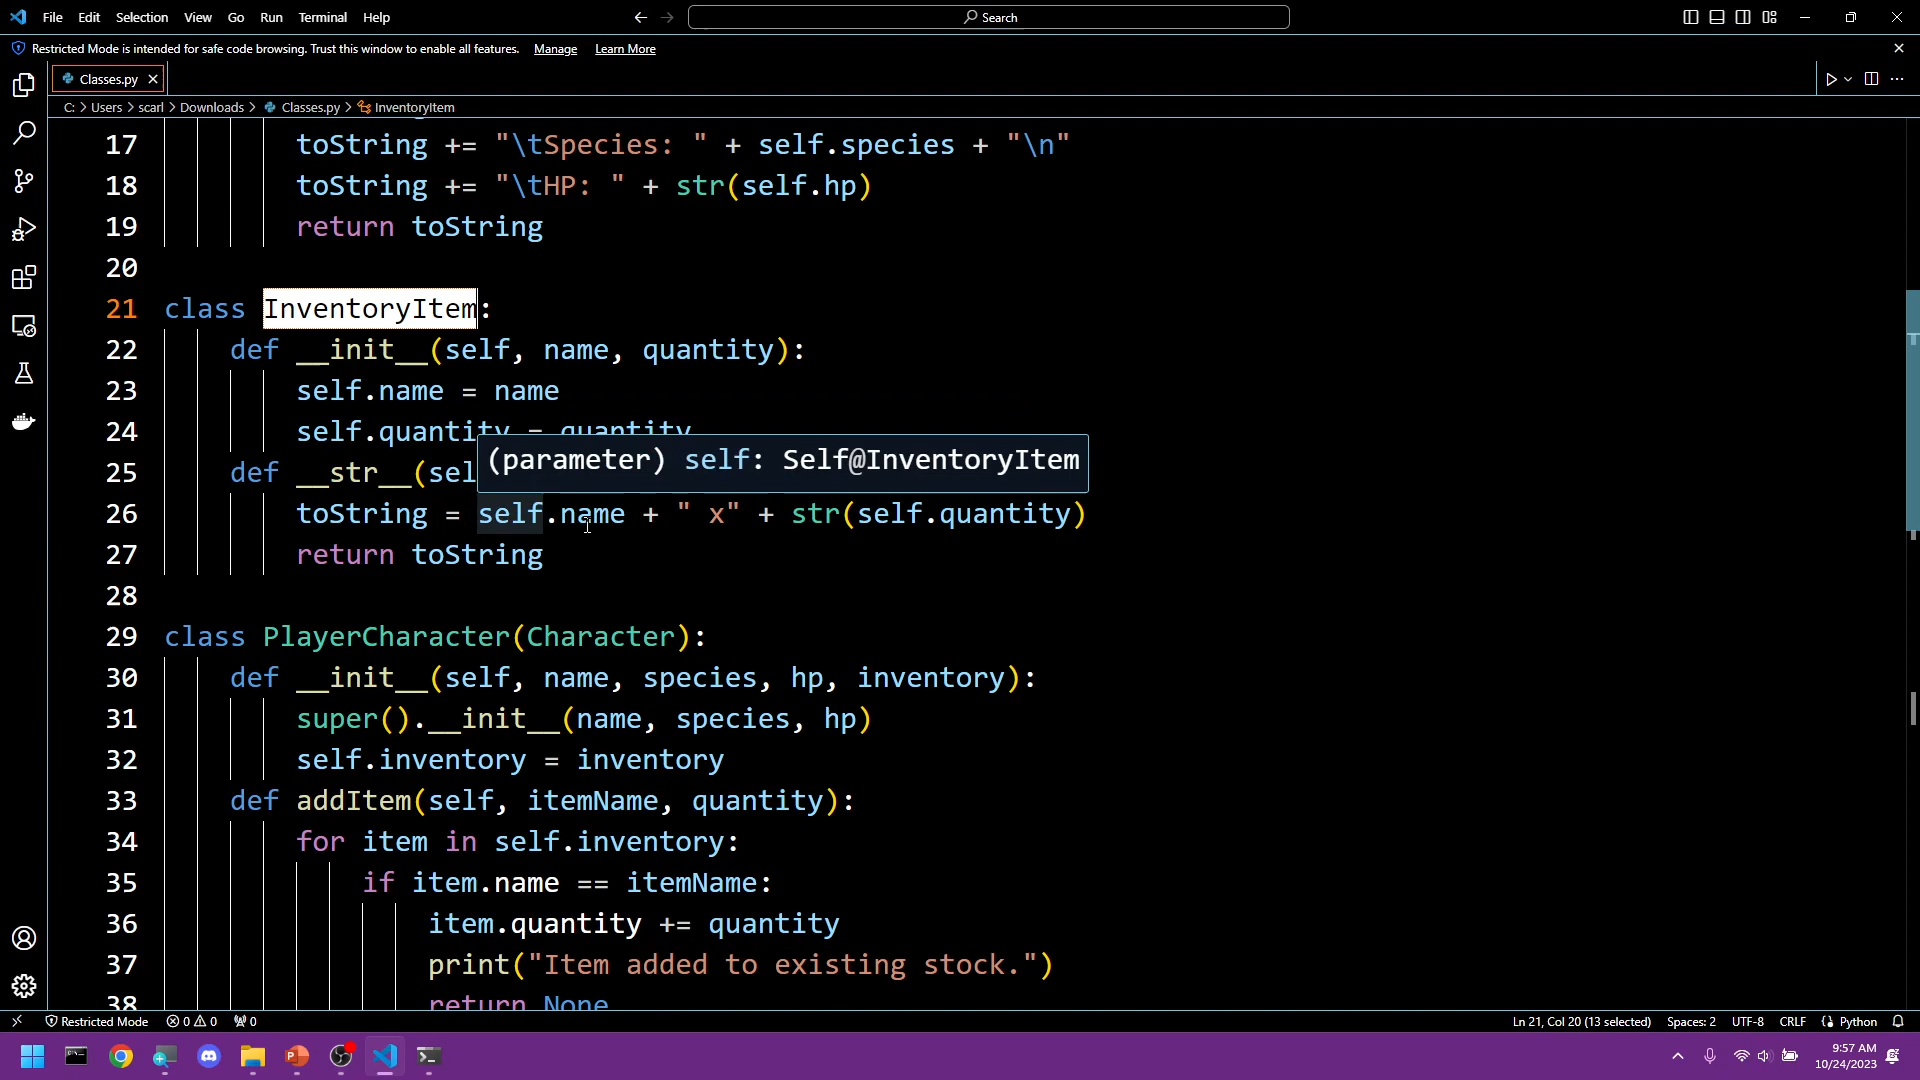 File Edit Selection View Go Run Terminal Help
Search
Restricted Mode is intended for safe code browsing. Trust this window to enable all features. Manage Learn More
Classes.py
C: > Users > scarl > Downloads > Classes.py > InventoryItem
17 toString += "\tSpecies: " + self.species + "\n"
18 toString += "\tHP: " + str(self.hp)
19 return toString
20
21 class InventoryItem:
22 def __init__(self, name, quantity):
23 self.name = name
24 self.quantity = quantity
(parameter) self: Self@InventoryItem
25 def __str__(sel
26 toString = self.name + " x" + str(self.quantity)
27 return toString
28
29 class PlayerCharacter(Character):
30 def __init__(self, name, species, hp, inventory):
31 super().__init__(name, species, hp)
32 self.inventory = inventory
33 def addItem(self, itemName, quantity):
34 for item in self.inventory:
35 if item.name == itemName:
36 item.quantity += quantity
37 print("Item added to existing stock.")
38 return None
Restricted Mode 0 0 0 Ln 21, Col 20 (13 selected) Spaces: 2 UTF-8 CRLF Python
9:57 AM
10/24/2023